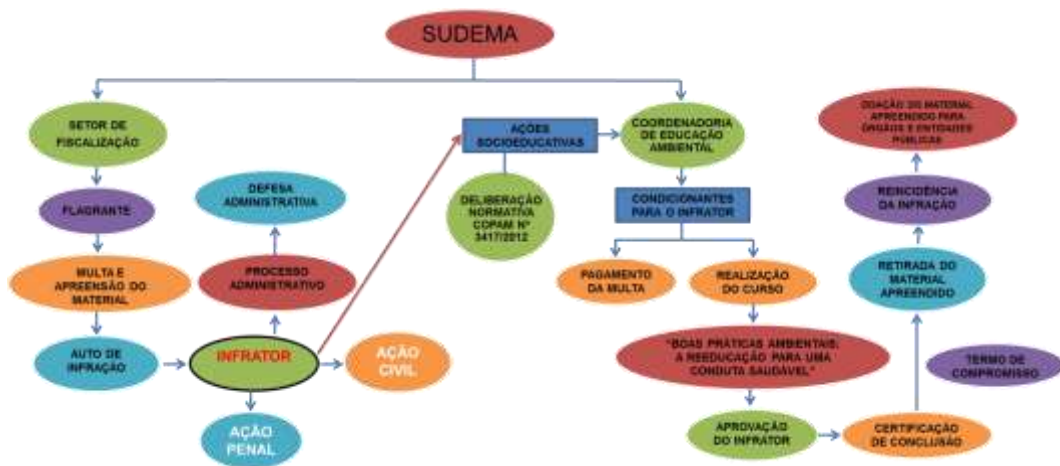 SUDEMA
SETOR DE
FISCALIZAÇÃO
FLAGRANTE
MULTA E
APREENSÃO DO
MATERIAL
AUTO DE
INFRAÇÃO
DEFESA
ADMINISTRATIVA
PROCESSO
ADMINISTRATIVO
INFRATOR
AÇÃO
CIVIL
AÇÃO
PENAL
AÇÕES
SOCIOEDUCATIVAS
DELIBERAÇÃO
NORMATIVA
COPAM Nº
3417/2012
COORDENADORIA
DE EDUCAÇÃO
AMBIENTAL
CONDICIONANTES
PARA O INFRATOR
PAGAMENTO
DA MULTA
REALIZAÇÃO
DO CURSO
"BOAS PRÁTICAS AMBIENTAIS:
A REEDUCAÇÃO PARA UMA
CONDUTA SAUDÁVEL"
APROVAÇÃO
DO INFRATOR
CERTIFICAÇÃO
DE CONCLUSÃO
TERMO DE
COMPROMISSO
RETIRADA DO
MATERIAL
APREENDIDO
REINCIDÊNCIA
DA INFRAÇÃO
DOAÇÃO DO MATERIAL
APREENDIDO PARA
ÓRGÃOS E ENTIDADES
PÚBLICAS